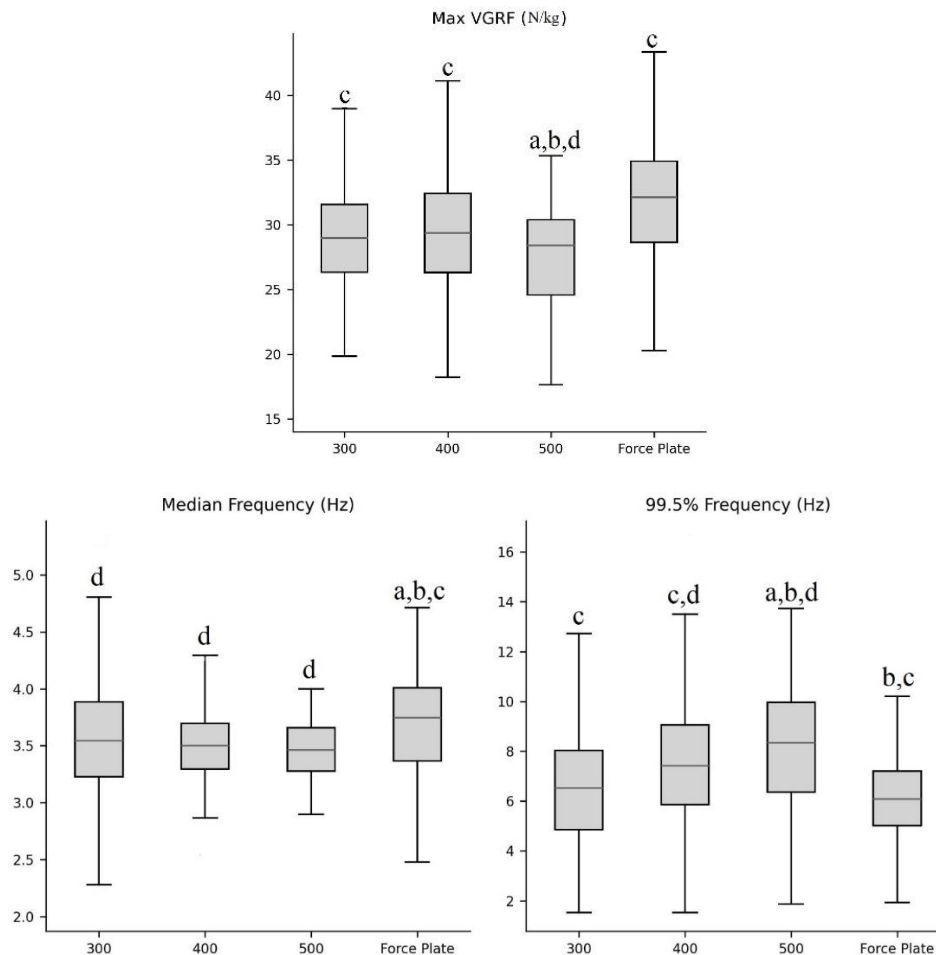 Max VGRF (N/kg)
c
c
a,b,d
c
40
35
30
25
20
15
300 400 500 Force Plate
Median Frequency (Hz)
d
d
d
a,b,c
5.0
4.5
4.0
3.5
3.0
2.5
2.0
300 400 500 Force Plate
99.5% Frequency (Hz)
c
c,d
a,b,d
b,c
16
14
12
10
8
6
4
2
300 400 500 Force Plate